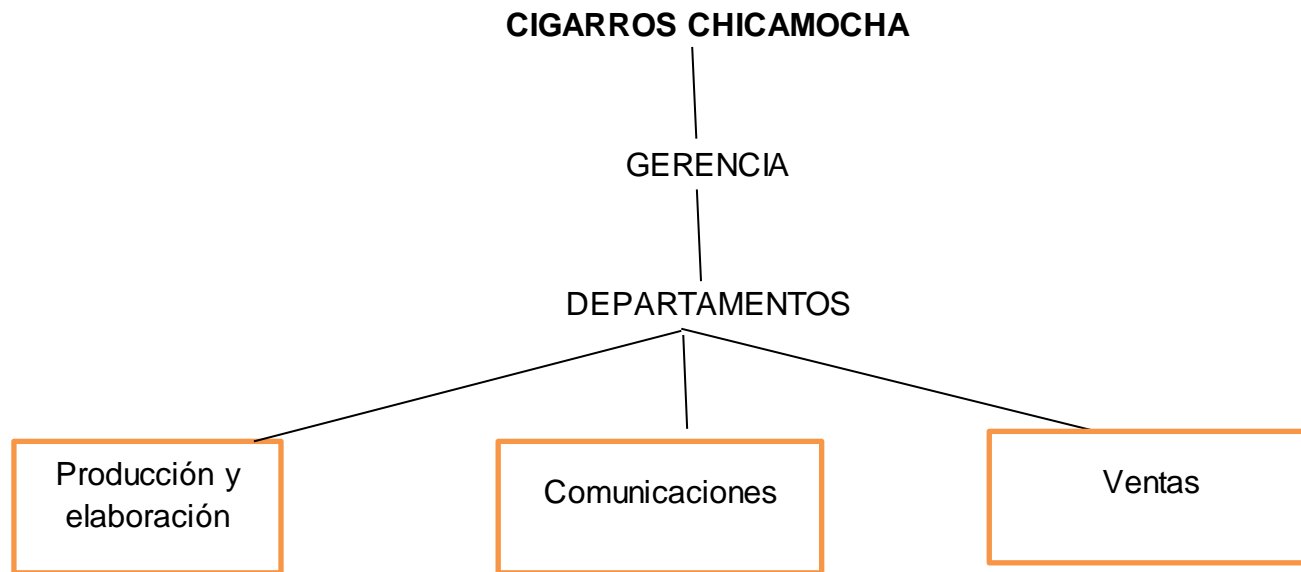 CIGARROS CHICAMOCHA
GERENCIA
DEPARTAMENTOS
Producción y
elaboración
Comunicaciones
Ventas